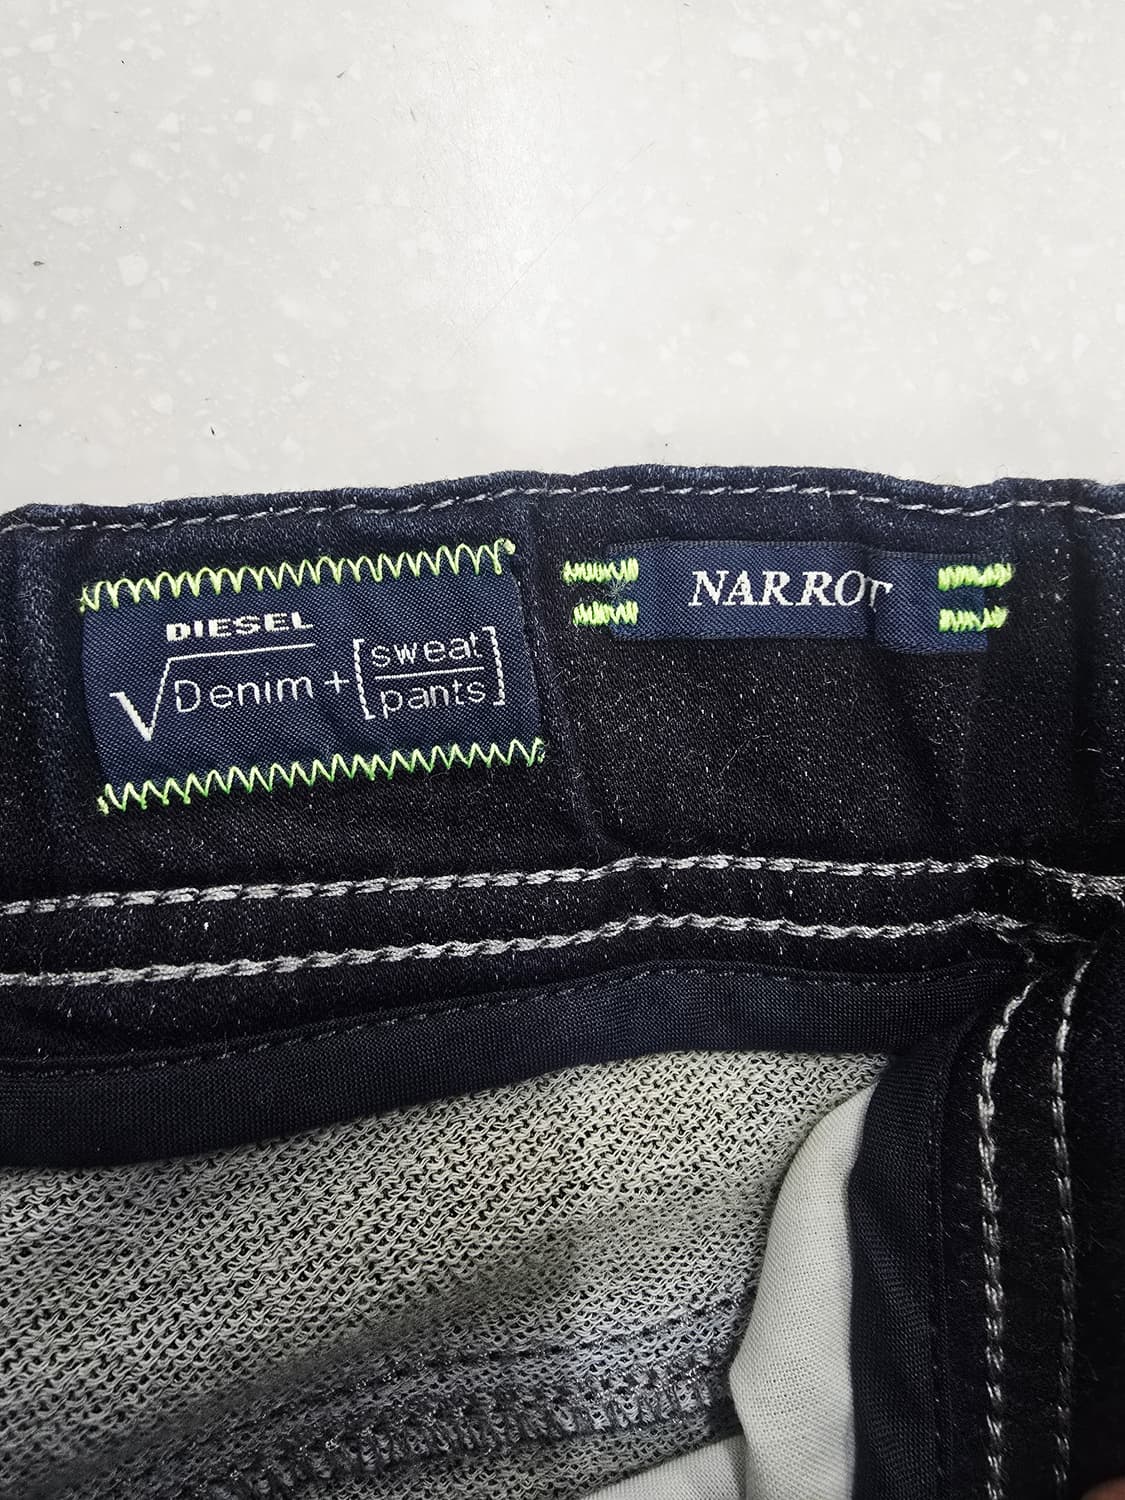 DIESEL
√Denim + [sweat
pants]
NARROT